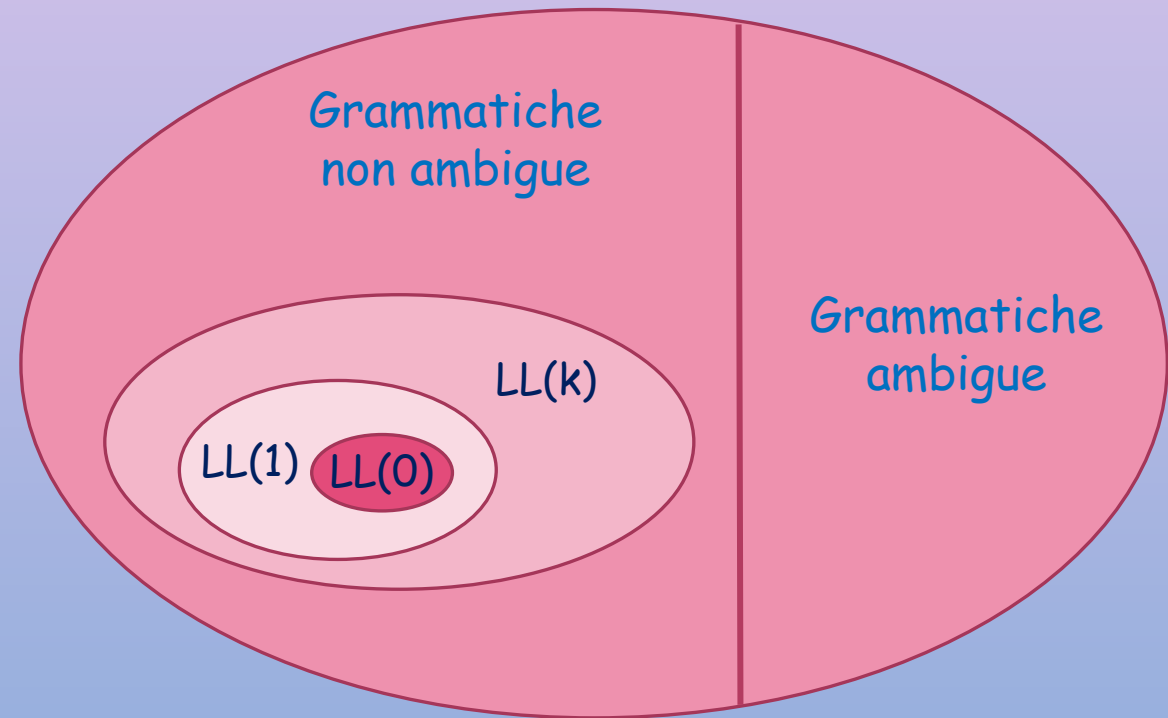 Grammatiche
non ambigue
Grammatiche
ambigue
LL(k)
LL(1)
LL(0)